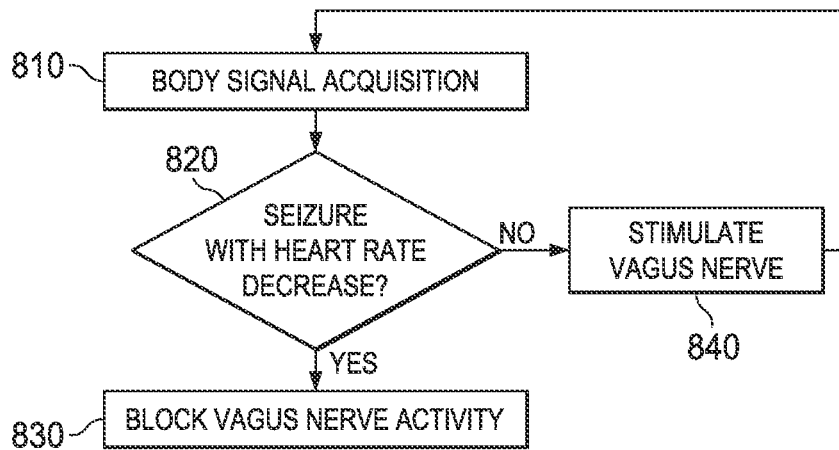 810
BODY SIGNAL ACQUISITION
820
SEIZURE
WITH HEART RATE
DECREASE?
NO
STIMULATE
VAGUS NERVE
840
YES
830
BLOCK VAGUS NERVE ACTIVITY